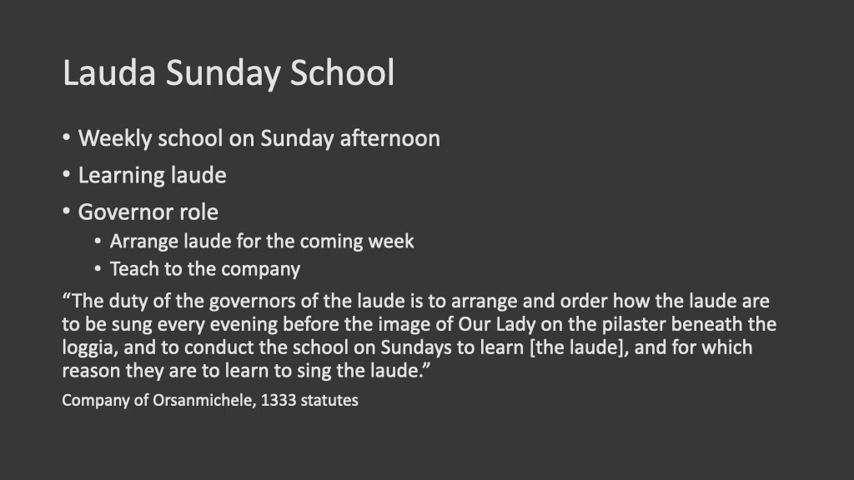 Lauda Sunday School
• Weekly school on Sunday afternoon
• Learning laude
• Governor role
• Arrange laude for the coming week
• Teach to the company
“The duty of the governors of the laude is to arrange and order how the laude are
to be sung every evening before the image of Our Lady on the pilaster beneath the
loggia, and to conduct the school on Sundays to learn [the laude], and for which
reason they are to learn to sing the laude.”
Company of Orsanmichele, 1333 statutes